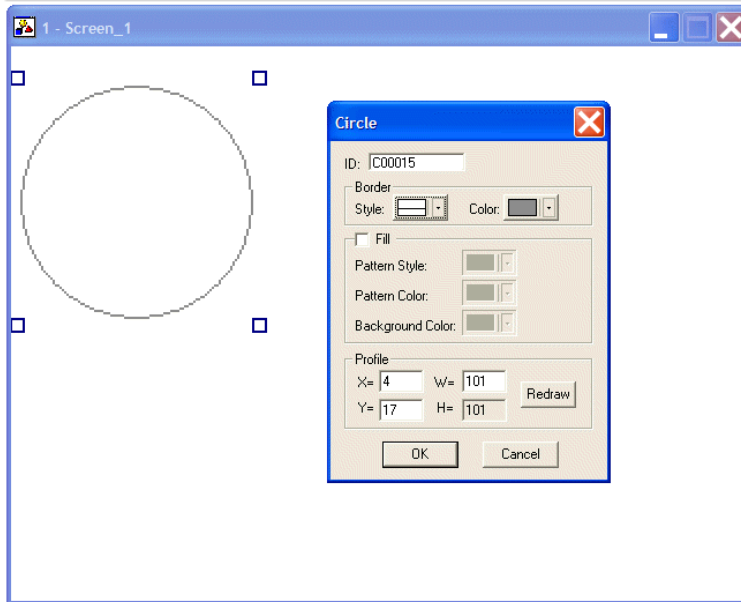 1 - Screen_1
Circle
ID: C00015
Border
Style: Color:
Fill
Pattern Style:
Pattern Color:
Background Color:
Profile
X= 4 W= 101
Redraw
Y= 17 H= 101
OK Cancel